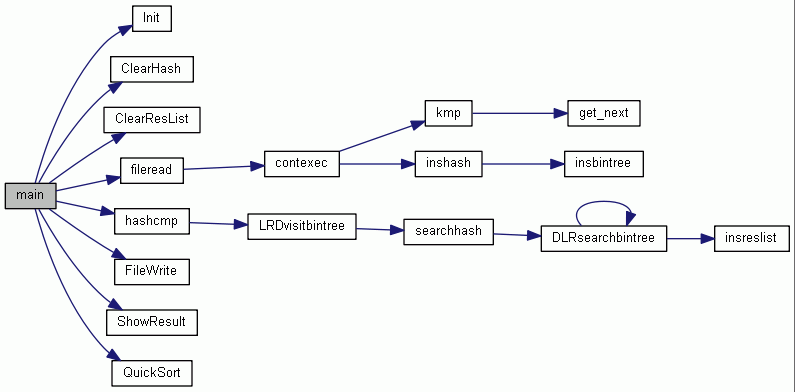 Init
ClearHash
ClearResList
kmp
get_next
fileread
contexec
inshash
insbintree
main
hashcmp
LRDvisitbintree
searchhash
DLRsearchbintree
insreslist
FileWrite
ShowResult
QuickSort